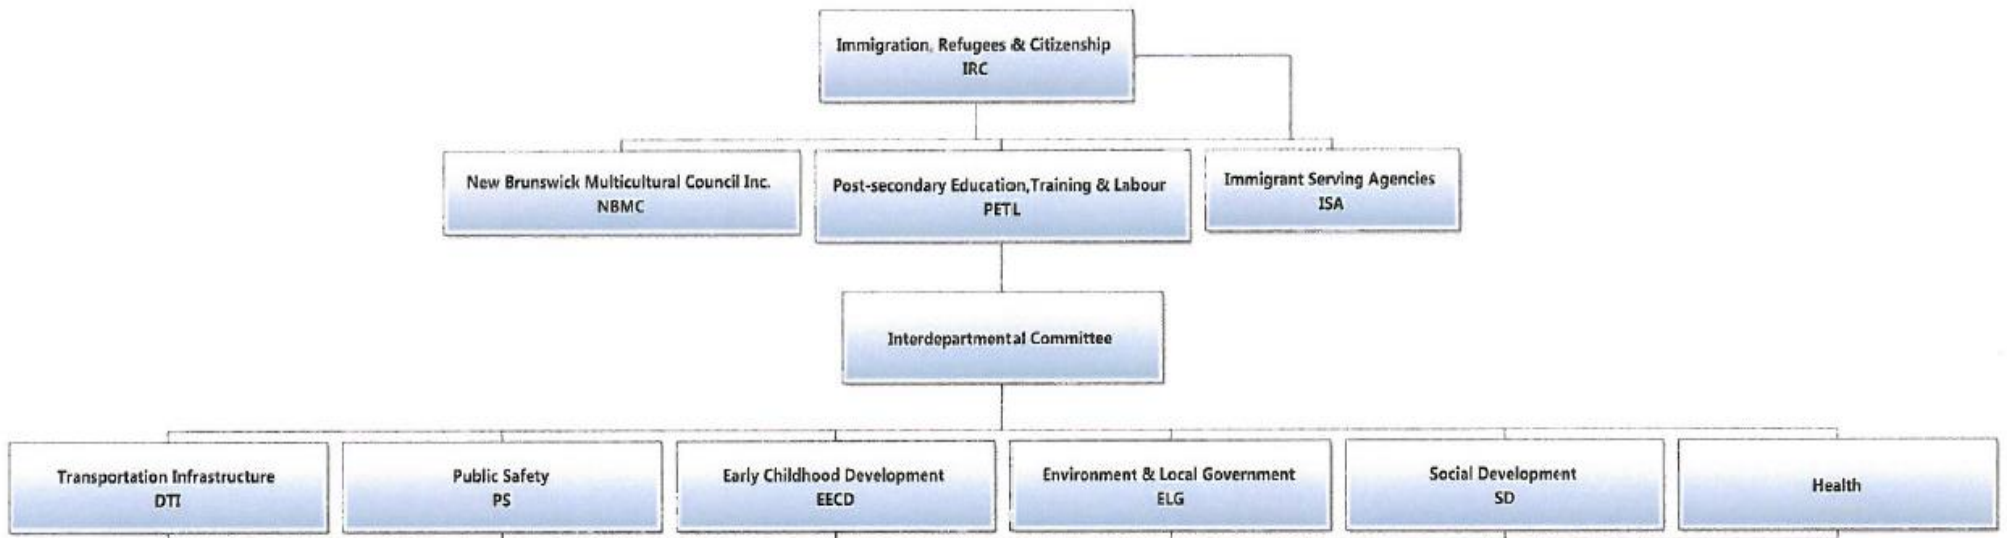 Immigration, Refugees & Citizenship
IRC
New Brunswick Multicultural Council Inc.
NBMC
Post-secondary Education,Training & Labour
PETL
Immigrant Serving Agencies
ISA
Interdepartmental Committee
Transportation Infrastructure
DTI
Public Safety
PS
Early Childhood Development
EECD
Environment & Local Government
ELG
Social Development
SD
Health